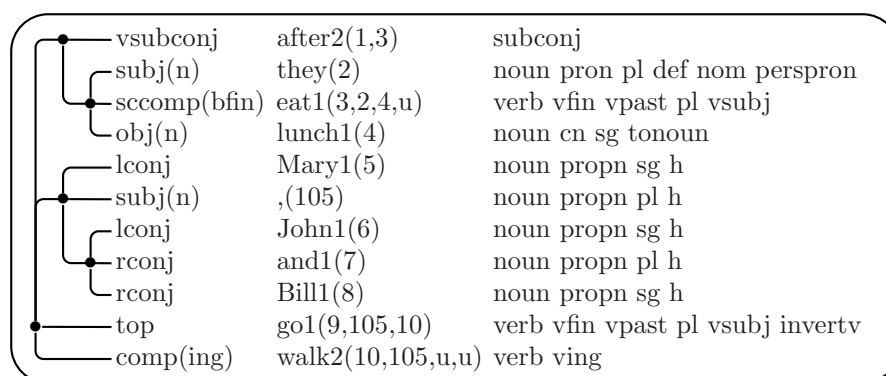 vsubconj after2(1,3) subconj
subj(n) they(2) noun pron pl def nom perspron
sccomp(bfin) eat1(3,2,4,u) verb vfin vpast pl vsubj
obj(n) lunch1(4) noun cn sg tonoun
lconj Mary1(5) noun propn sg h
subj(n) ,(105) noun propn pl h
lconj John1(6) noun propn sg h
rconj and1(7) noun propn pl h
rconj Bill1(8) noun propn sg h
top go1(9,105,10) verb vfin vpast pl vsubj invertv
comp(ing) walk2(10,105,u,u) verb ving